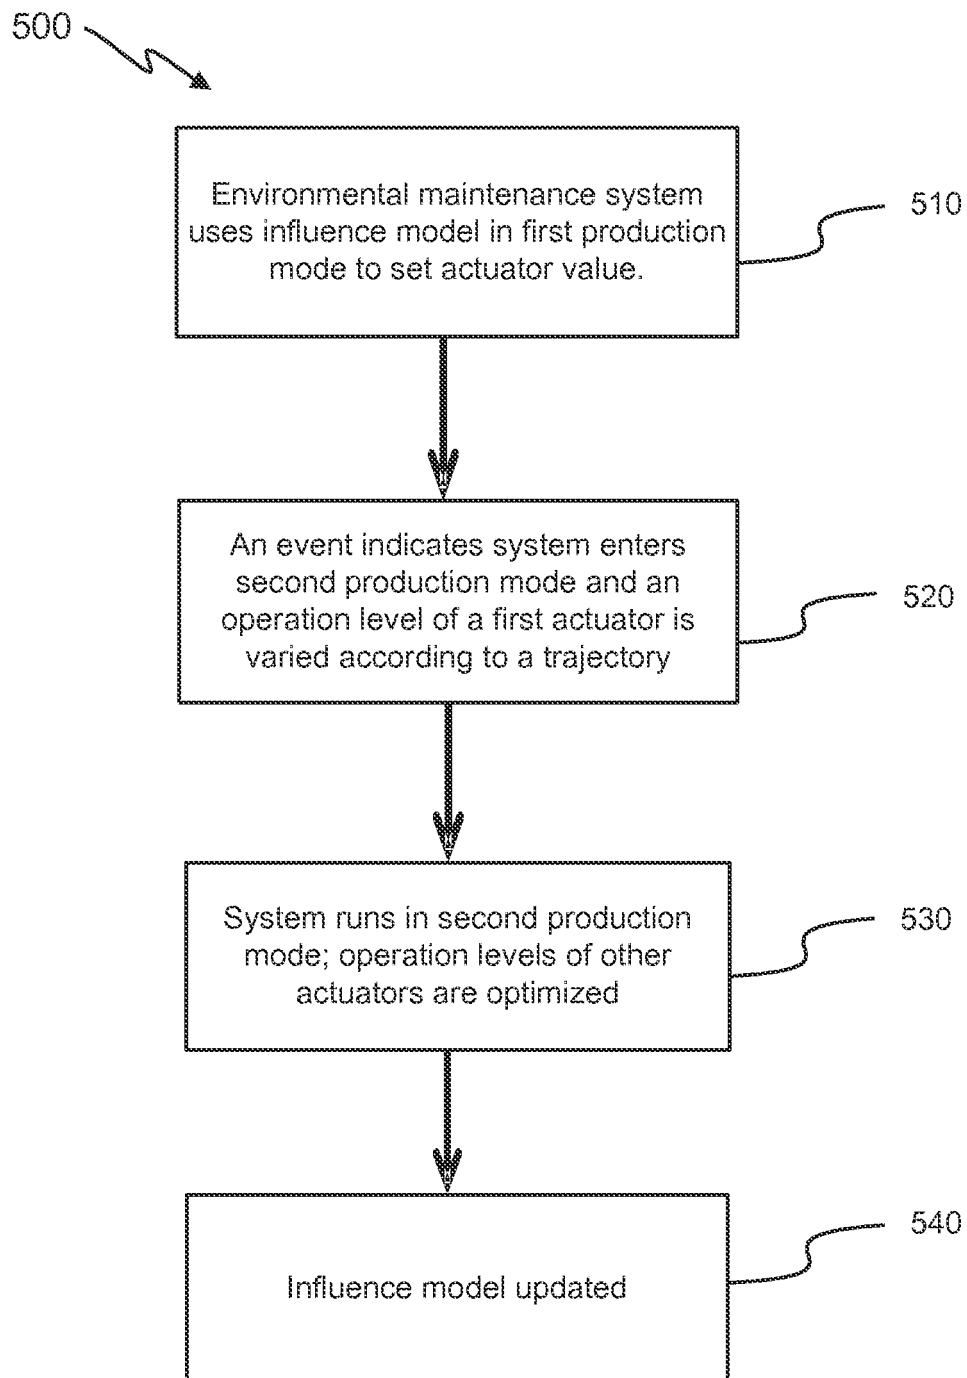 500
Environmental maintenance system
uses influence model in first production
mode to set actuator value.
510
An event indicates system enters
second production mode and an
operation level of a first actuator is
varied according to a trajectory
520
System runs in second production
mode; operation levels of other
actuators are optimized
530
Influence model updated
540